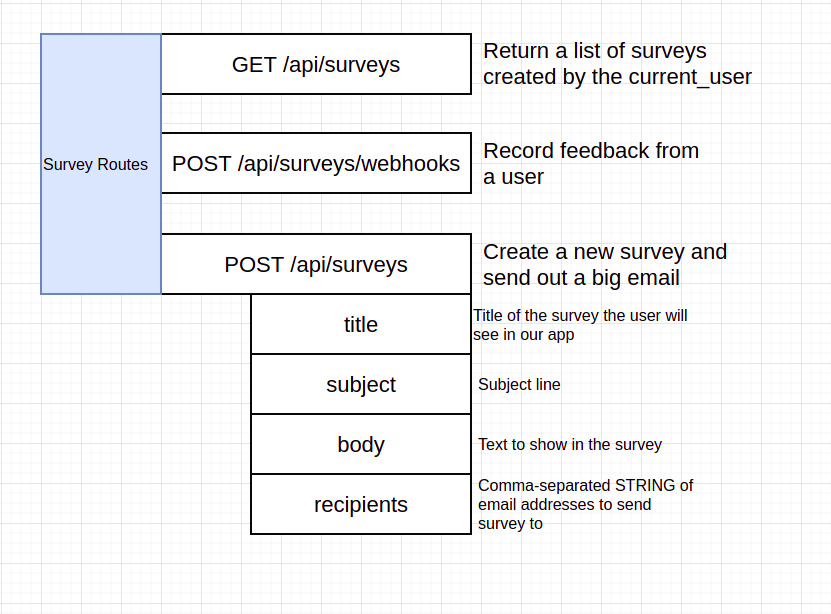 GET /api/surveys
Return a list of surveys
created by the current_user
Survey Routes
POST /api/surveys/webhooks
Record feedback from
a user
POST /api/surveys
Create a new survey and
send out a big email
title
Title of the survey the user will
see in our app
subject
Subject line
body
Text to show in the survey
recipients
Comma-separated STRING of
email addresses to send
survey to